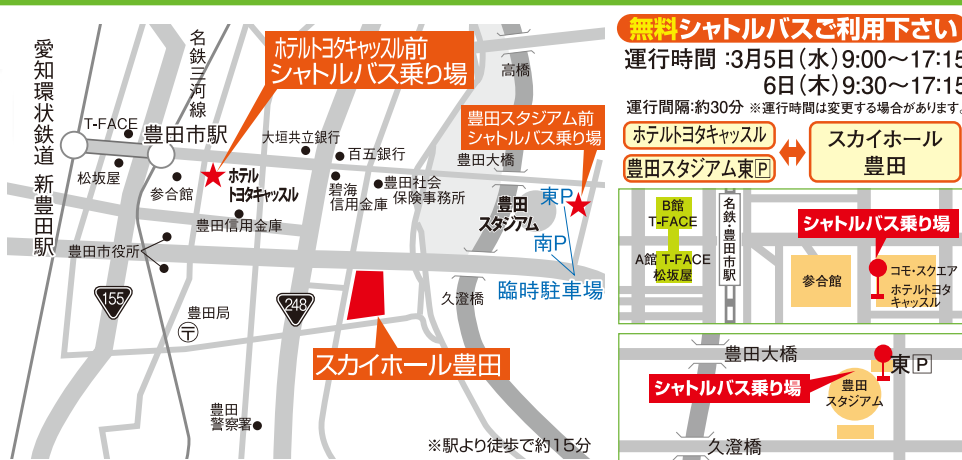 愛知環状鉄道 新豊田駅
名鉄三河線
ホテルトヨタキャッスル前
シャトルバス乗り場
高橋
T-FACE
豊田市駅
大垣共立銀行
百五銀行
豊田スタジアム前
シャトルバス乗り場
豊田大橋
松坂屋
参合館
ホテル
トヨタキャッスル
碧海
信用金庫
豊田社会
保険事務所
豊田
スタジアム
東P
豊田信用金庫
南P
豊田市役所
臨時駐車場
155
248
久澄橋
豊田局
〒
スカイホール豊田
豊田
警察署
※駅より徒歩で約15分
無料シャトルバスご利用下さい
運行時間:3月5日(水)9:00〜17:15
6日(木)9:30〜17:15
運行間隔:約30分 ※運行時間は変更する場合があります。
ホテルトヨタキャッスル
豊田スタジアム東P
スカイホール
豊田
B館
T-FACE
名鉄・豊田市駅
シャトルバス乗り場
A館 T-FACE
松坂屋
参合館
コモ・スクエア
ホテルトヨタ
キャッスル
豊田大橋
東P
シャトルバス乗り場
豊田
スタジアム
久澄橋